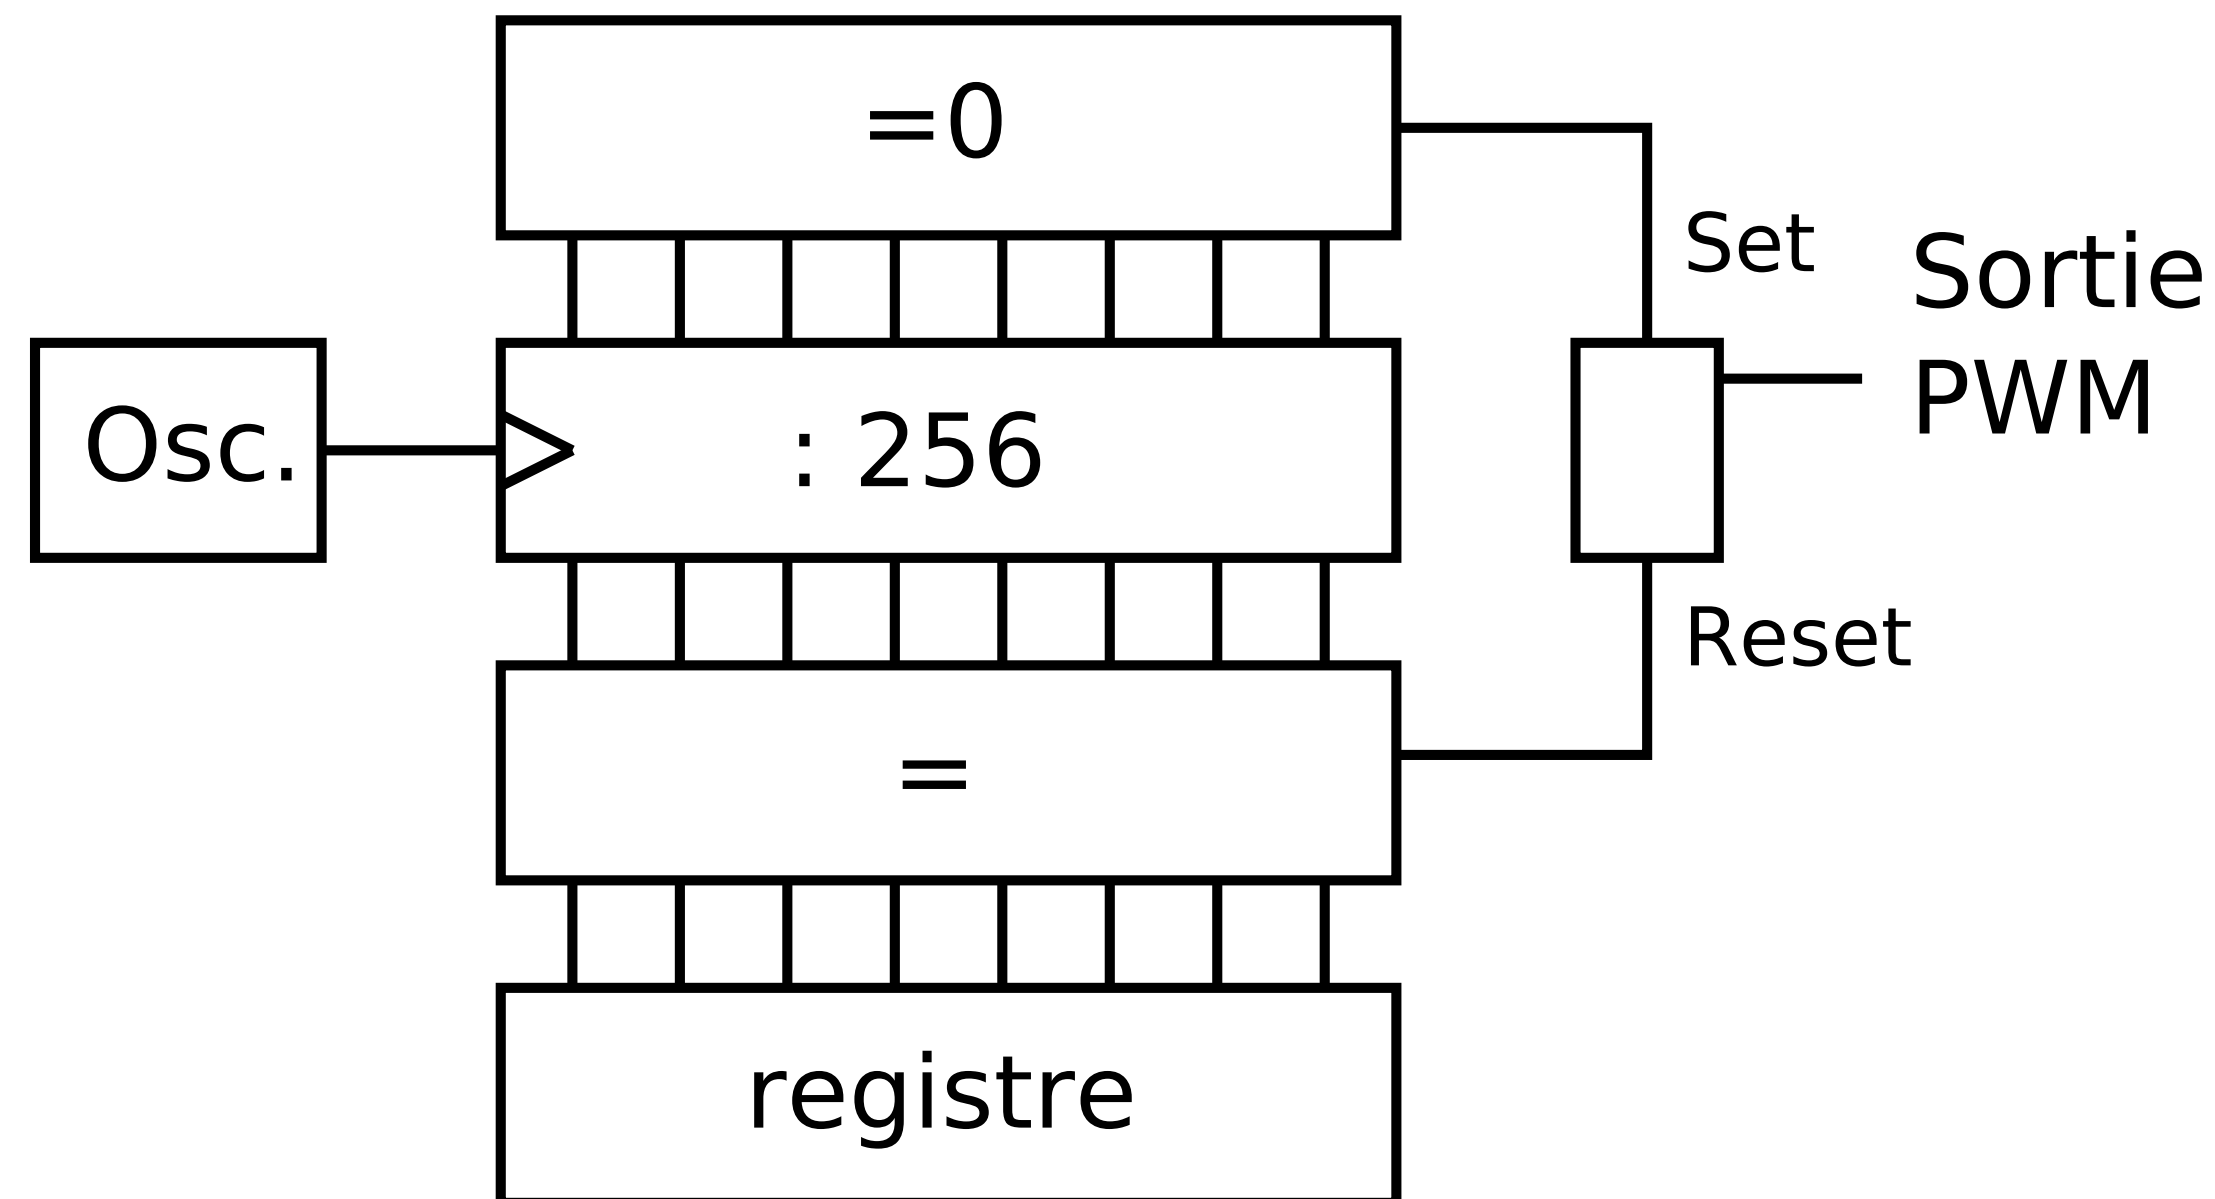 =0
Set
Sortie
PWM
Osc.
: 256
Reset
=
registre